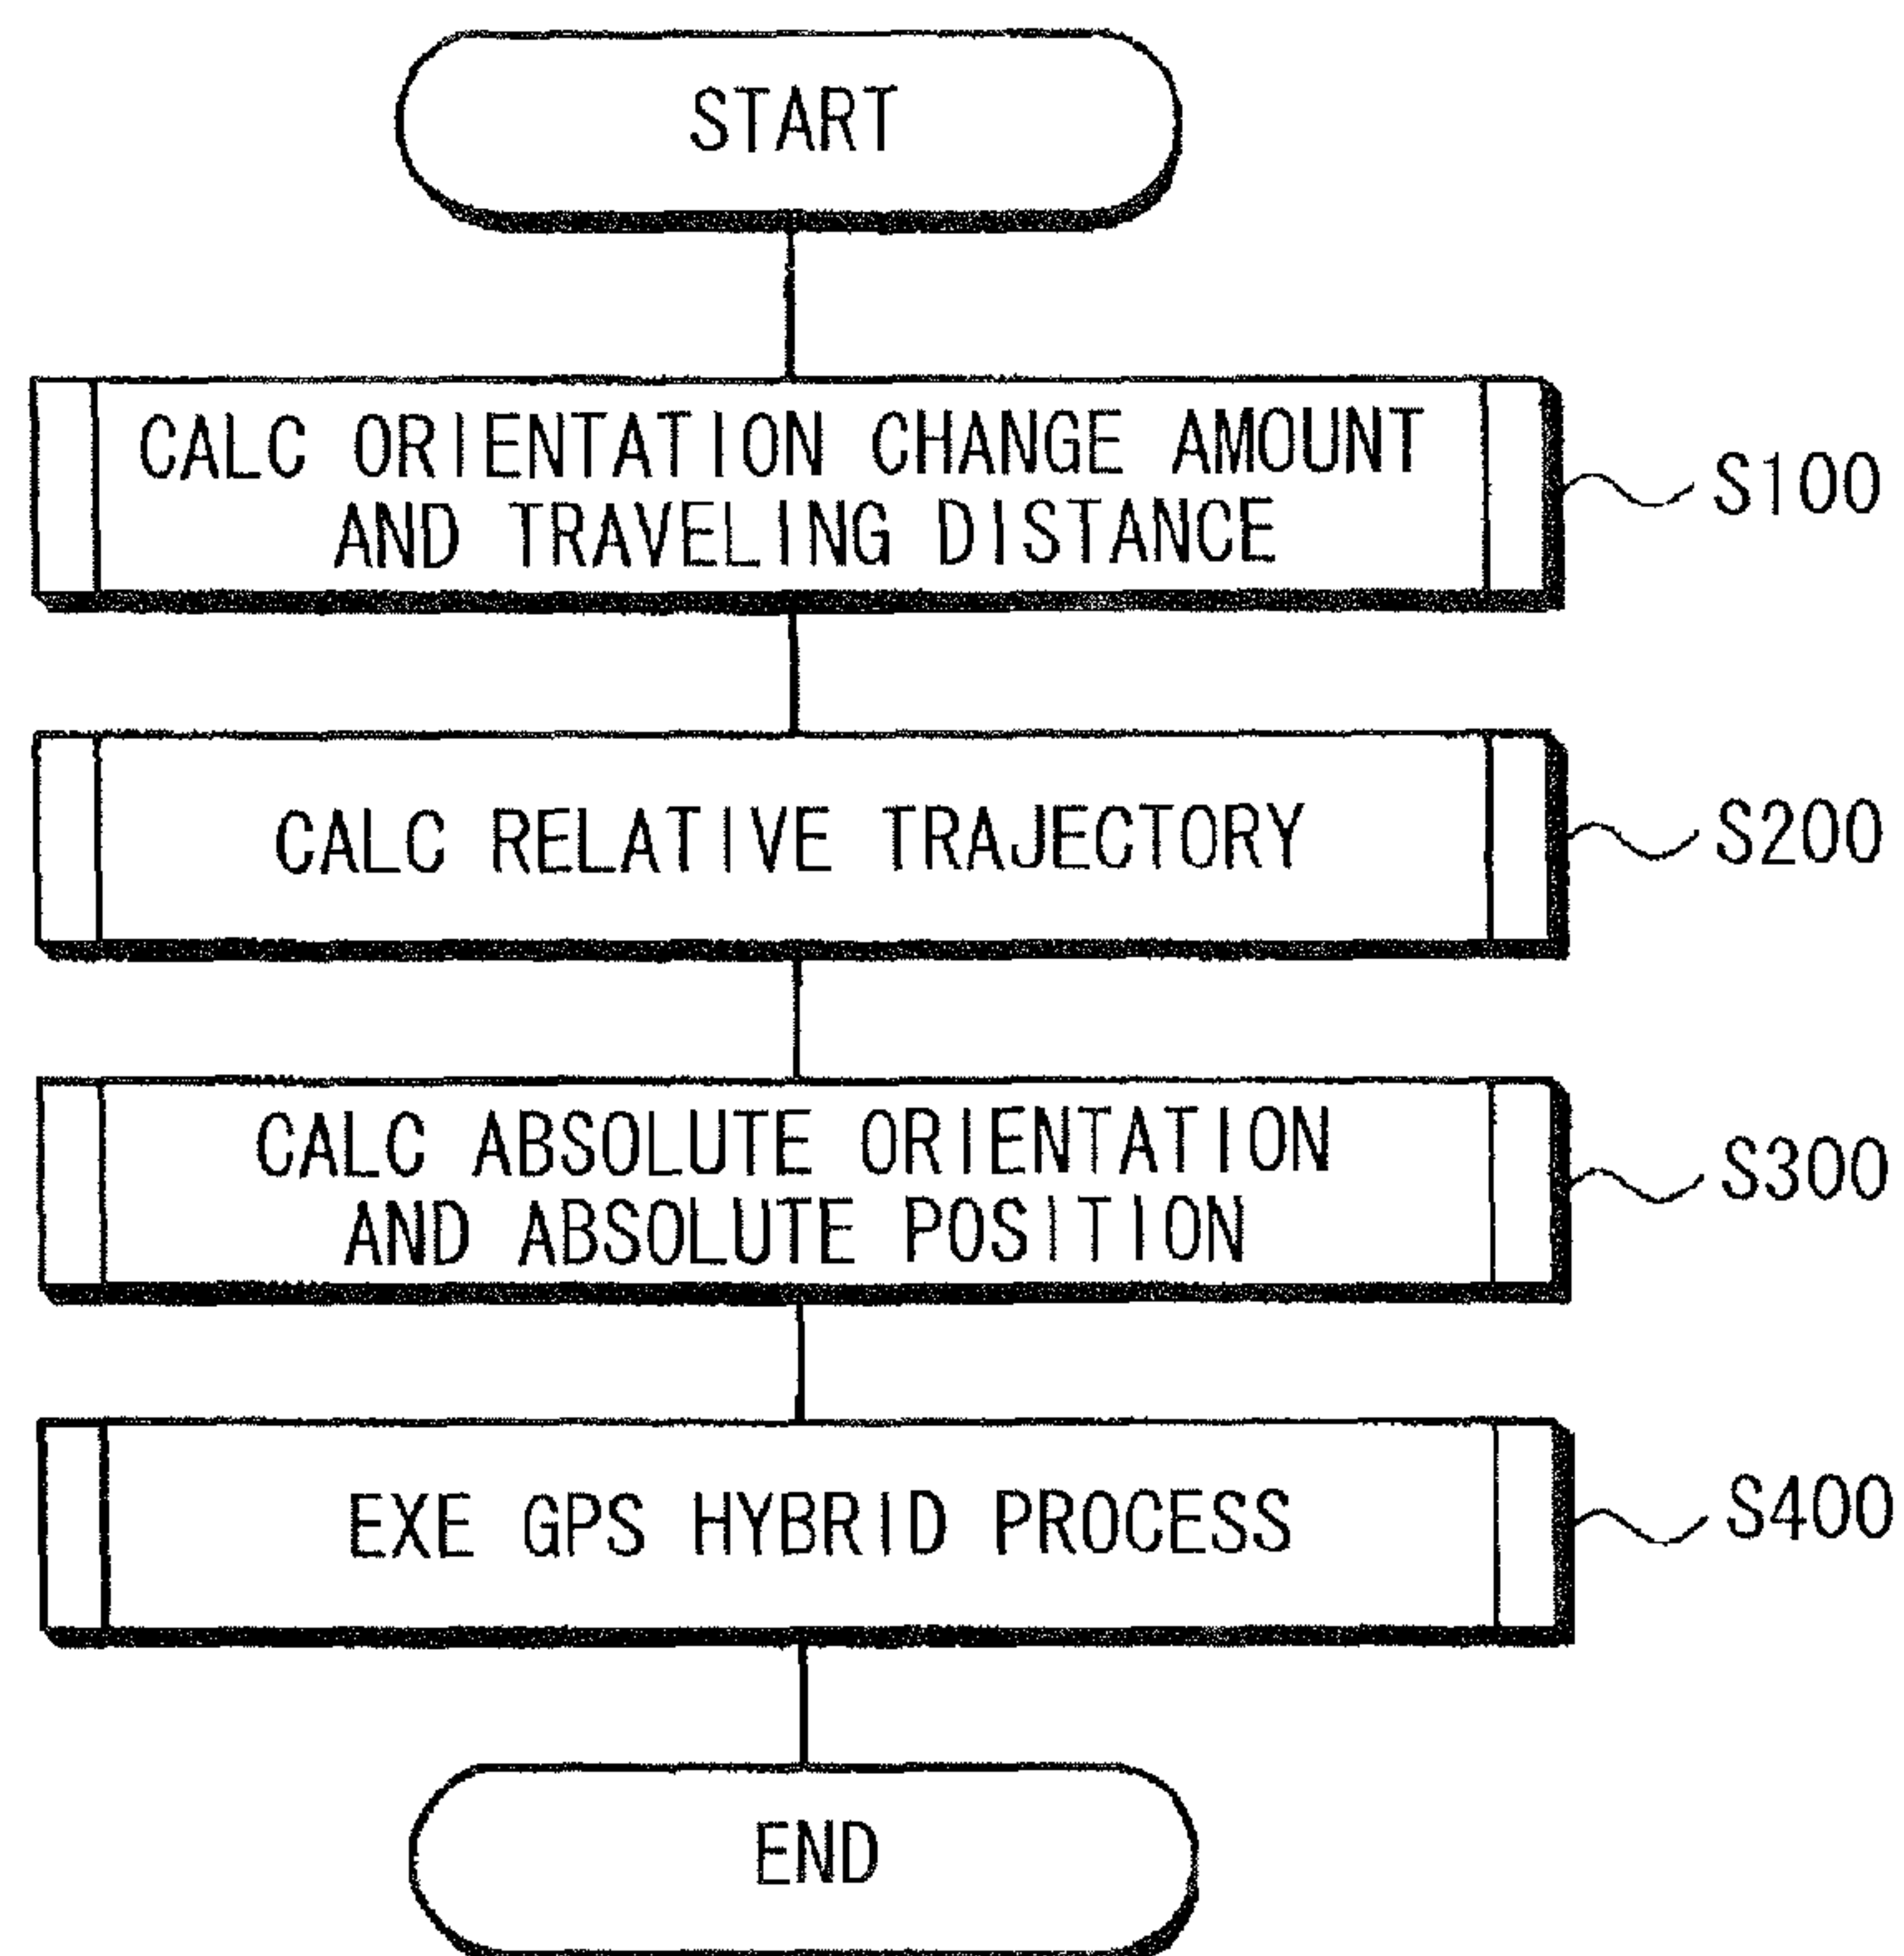 START
CALC ORIENTATION CHANGE AMOUNT
AND TRAVELING DISTANCE
S100
CALC RELATIVE TRAJECTORY
S200
CALC ABSOLUTE ORIENTATION
AND ABSOLUTE POSITION
S300
EXE GPS HYBRID PROCESS
S400
END